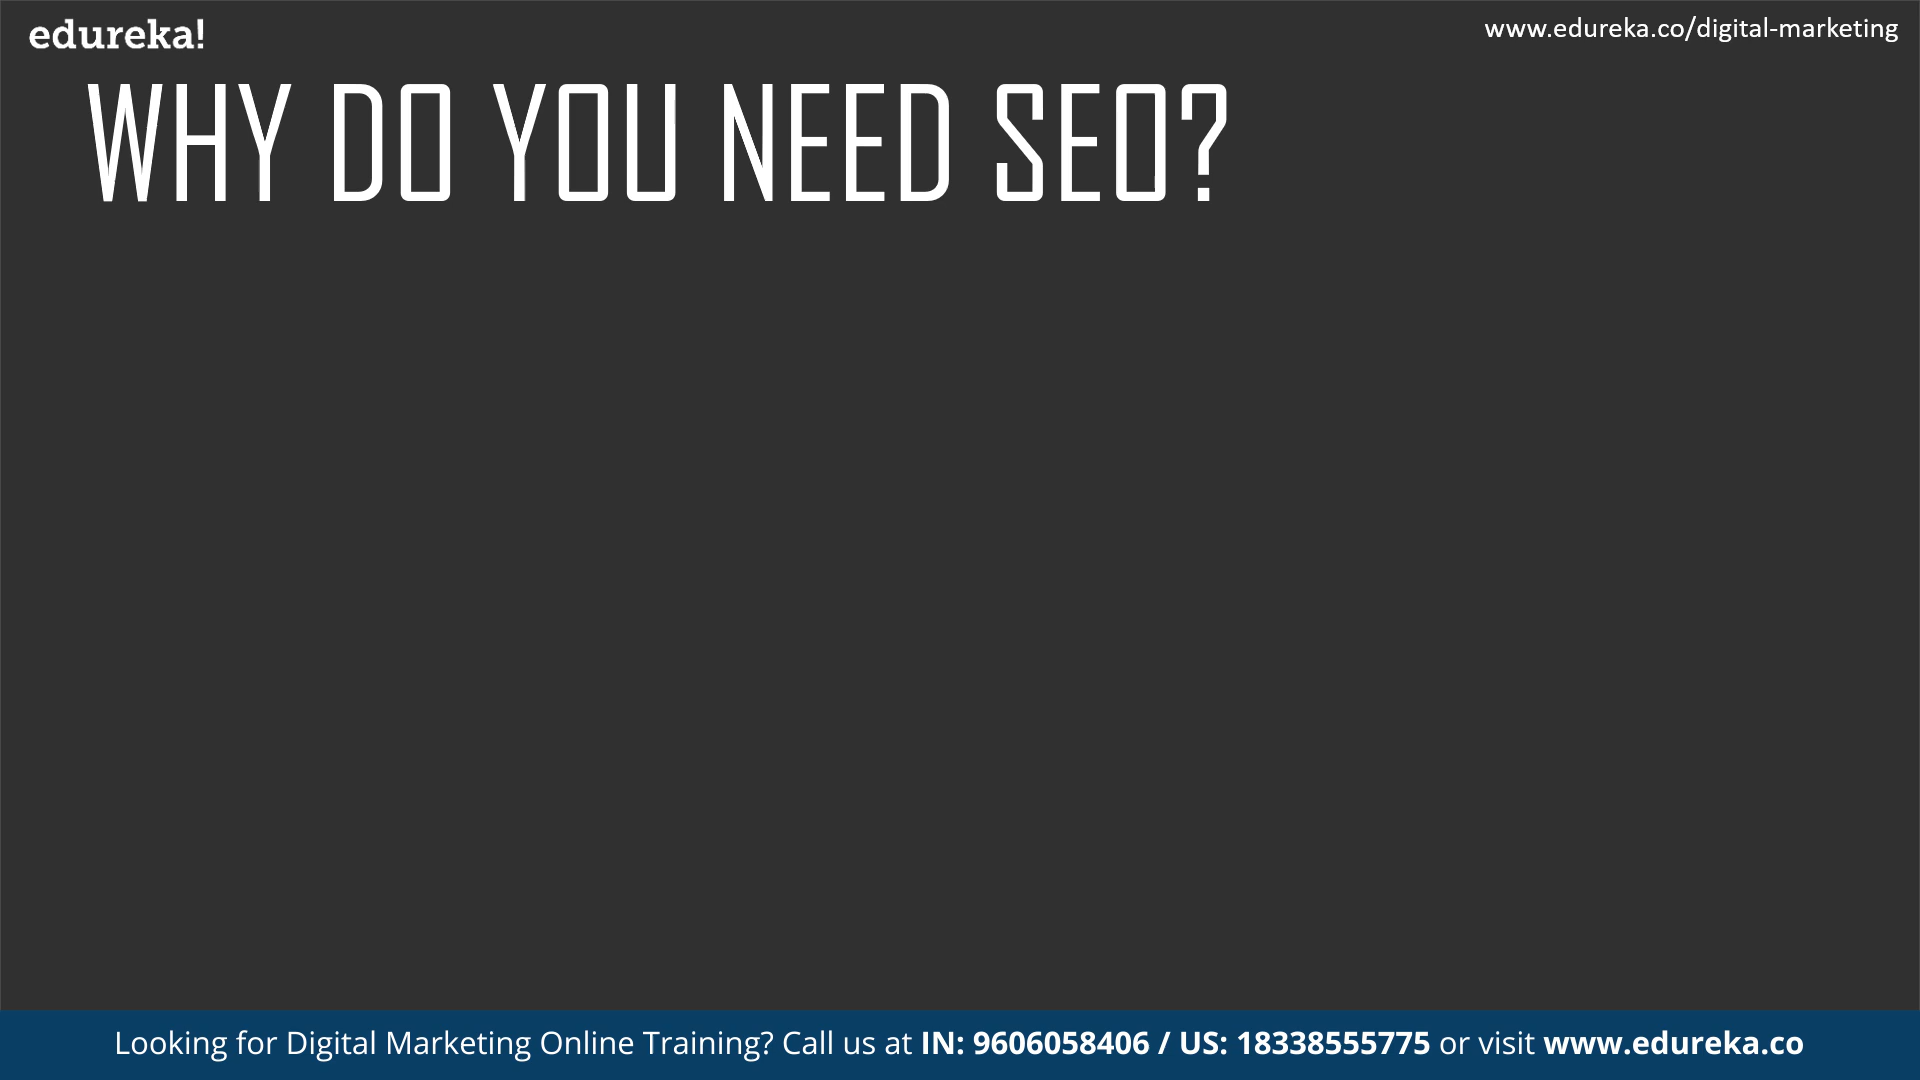 edureka!
www.edureka.co/digital-marketing
WHY DO YOU NEED SEO?
Looking for Digital Marketing Online Training? Call us at IN: 9606058406 / US: 18338555775 or visit www.edureka.co